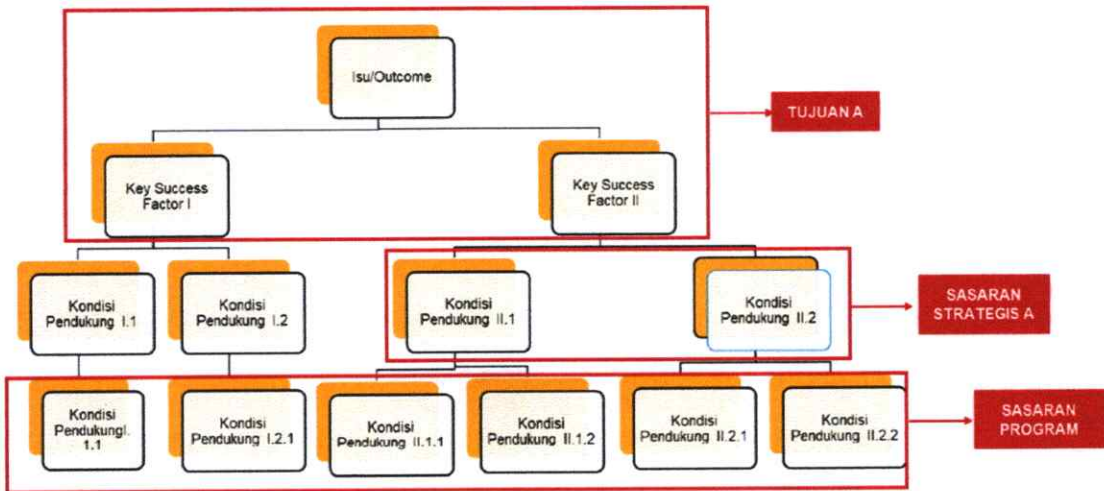 Isu/Outcome
TUJUAN A
Key Success
Factor I
Key Success
Factor II
Kondisi
Pendukung I.1
Kondisi
Pendukung I.2
Kondisi
Pendukung II.1
Kondisi
Pendukung II.2
SASARAN
STRATEGIS A
Kondisi
PendukungI.
1.1
Kondisi
Pendukung I.2.1
Kondisi
Pendukung II.1.1
Kondisi
Pendukung II.1.2
Kondisi
Pendukung II.2.1
Kondisi
Pendukung II.2.2
SASARAN
PROGRAM